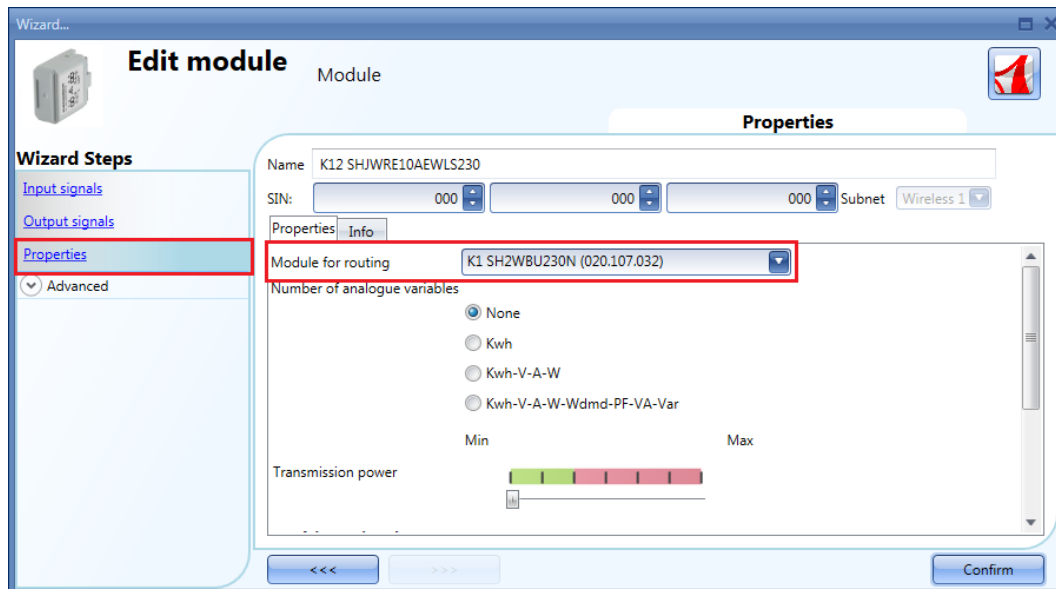 Wizard...
Edit module
Module
Properties
Wizard Steps
Input signals
Output signals
Properties
Advanced
Name K12 SHJWRE10AEWLS230
SIN: 000 000 000 Subnet Wireless 1
Properties Info
Module for routing K1 SH2WBU230N (020.107.032)
Number of analogue variables
None
Kwh
Kwh-V-A-W
Kwh-V-A-W-Wdmd-PF-VA-Var
Min Max
Transmission power
<<< >>> Confirm